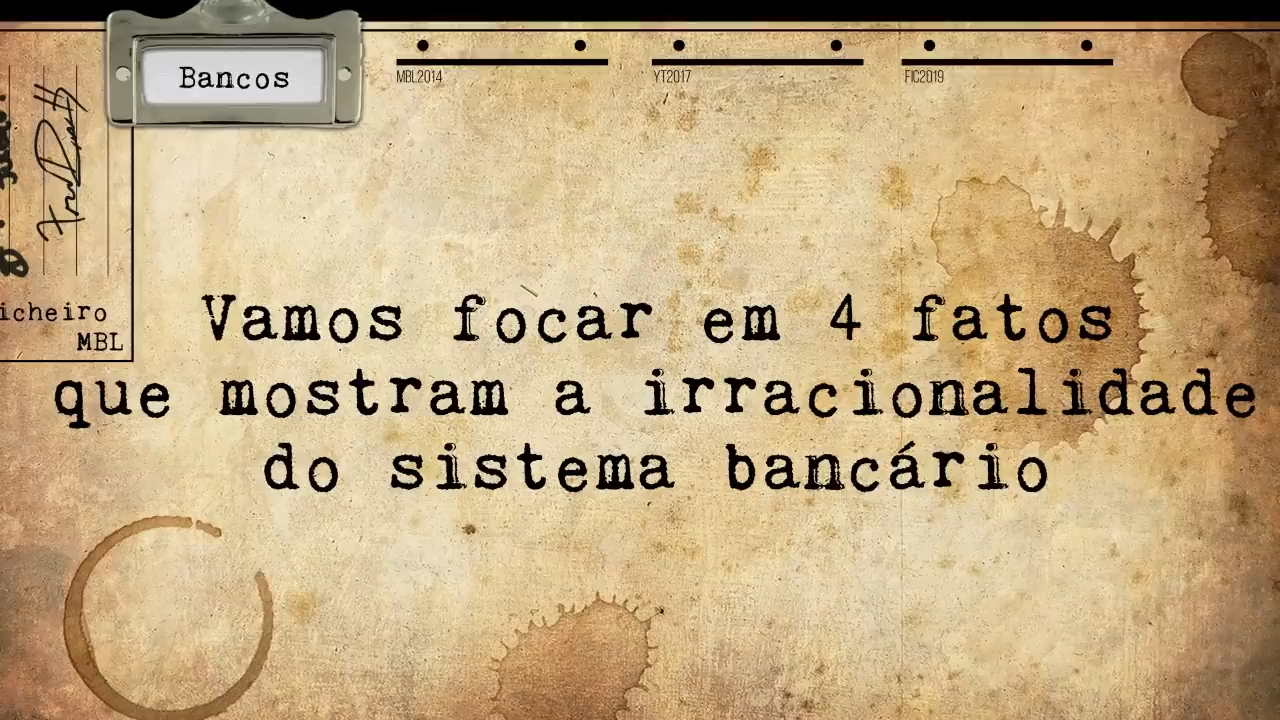 Bancos
MBL2014
YT2017
FIC2019
icheiro
MBL
Vamos focar em 4 fatos
que mostram a irracionalidade
do sistema bancário